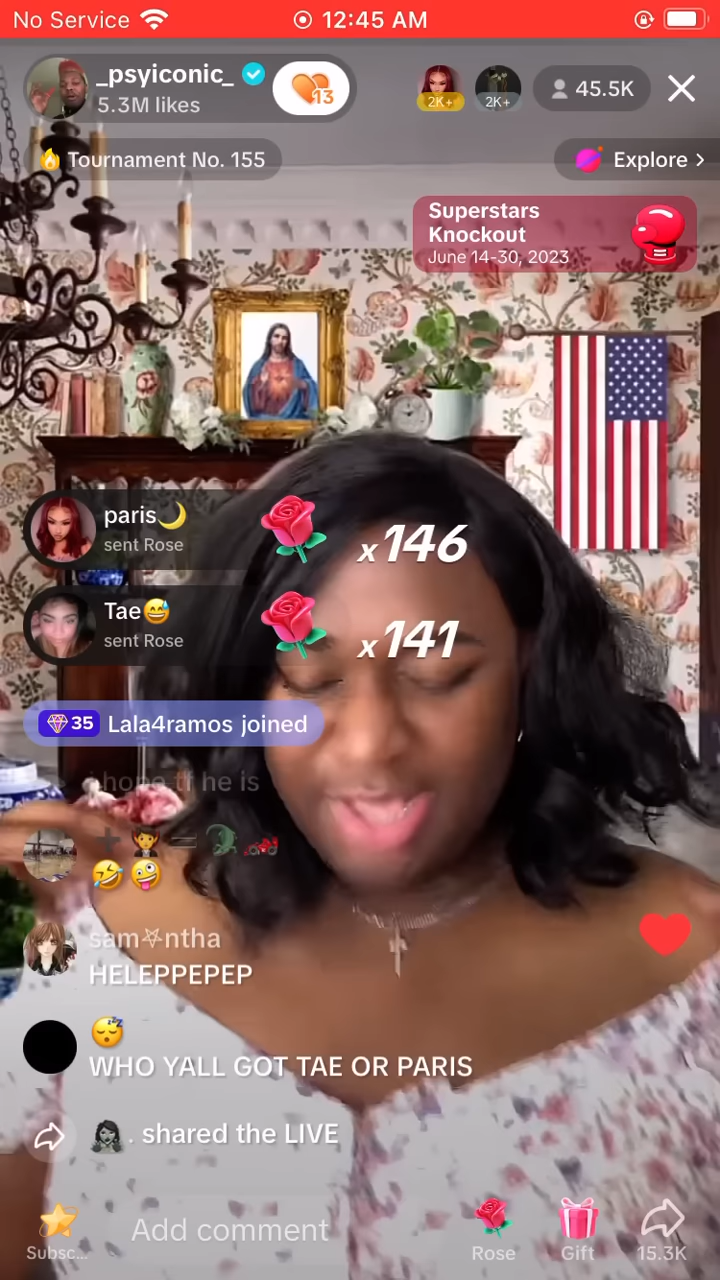 No Service 12:45 AM
_psyiconic_
5.3M likes
13
2K+
2K+
45.5K
Tournament No. 155
Explore >
Superstars
Knockout
June 14-30, 2023
paris🌙
sent Rose
x146
Tae😅
sent Rose
x141
35 Lala4ramos joined
hope he is
sam⛧ntha
HELEPPEPEP
😴
WHO YALL GOT TAE OR PARIS
. shared the LIVE
Subsc...
Add comment
Rose
Gift
15.3K